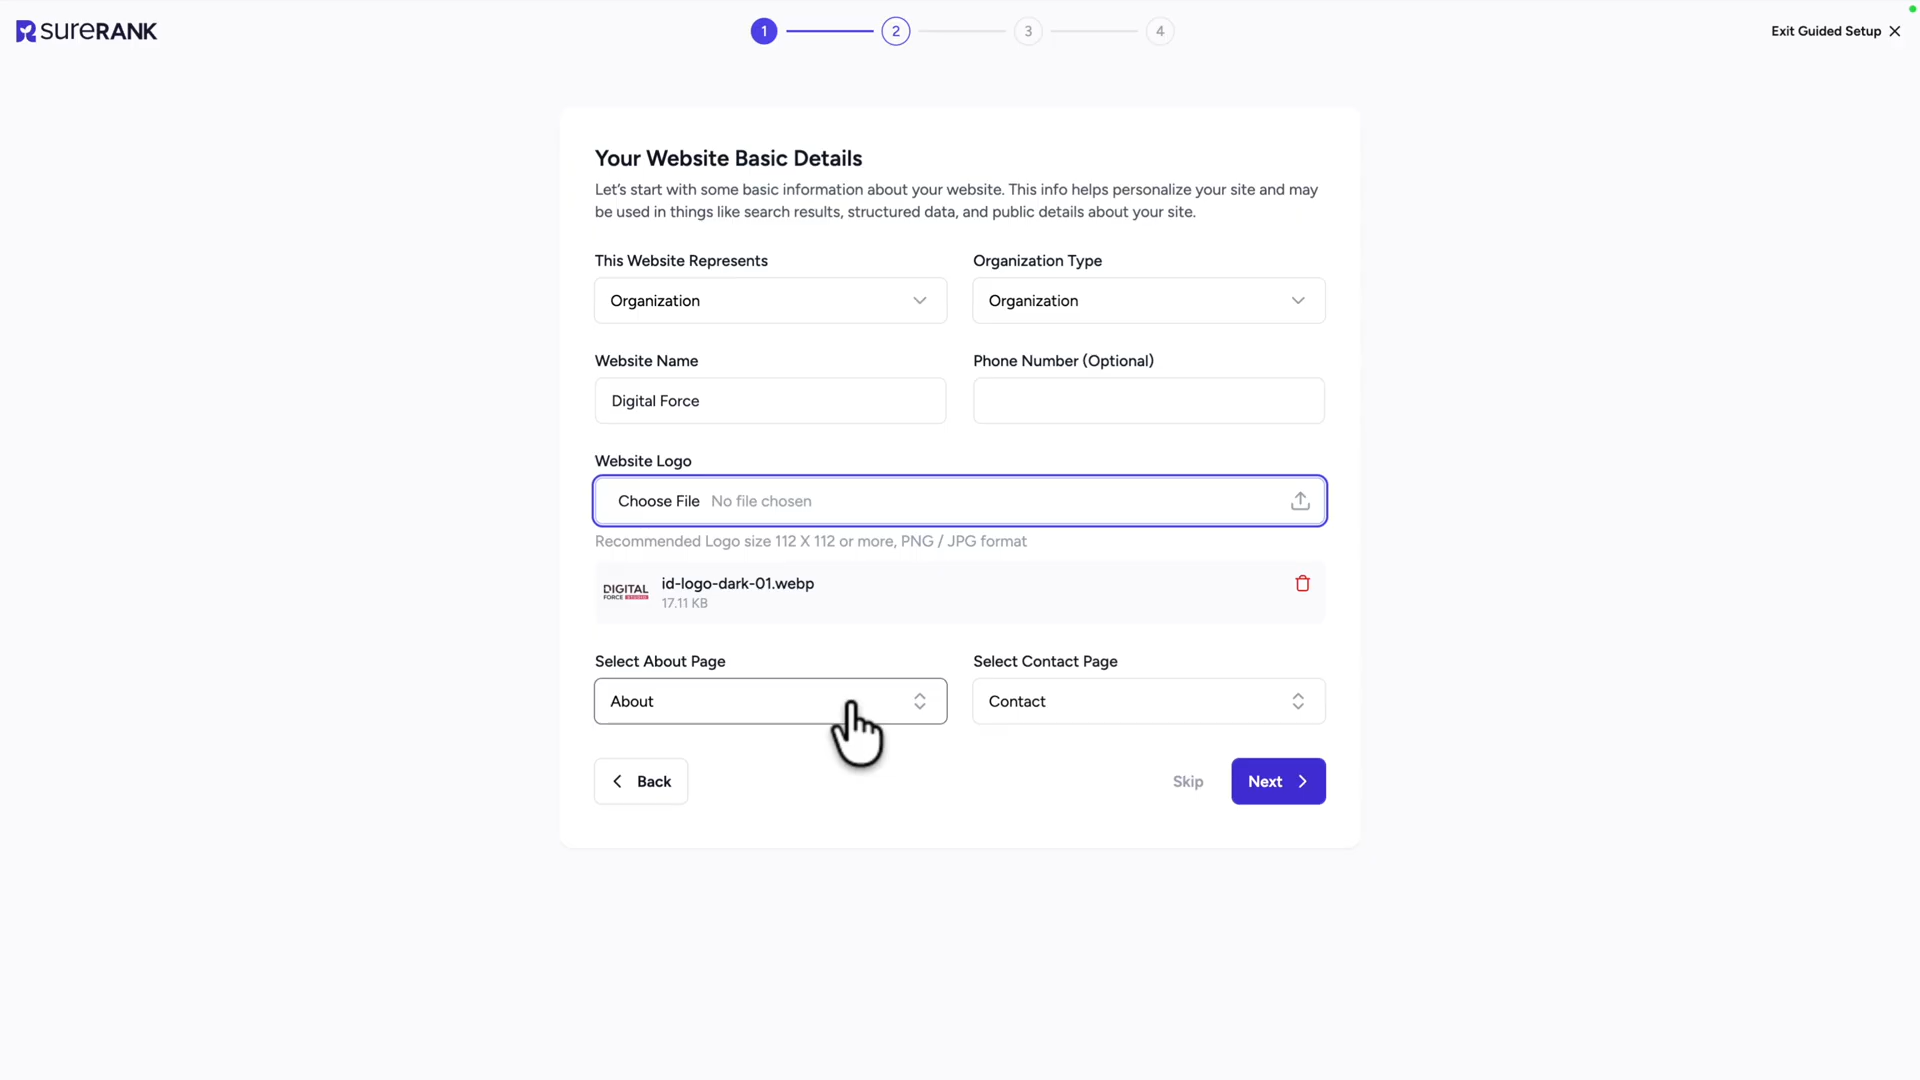 sureRANK
1
2
3
4
Exit Guided Setup
Your Website Basic Details
Let's start with some basic information about your website. This info helps personalize your site and may
be used in things like search results, structured data, and public details about your site.
This Website Represents
Organization Type
Organization
Organization
Website Name
Phone Number (Optional)
Digital Force
Website Logo
Choose File No file chosen
Recommended Logo size 112 X 112 or more, PNG / JPG format
DIGITAL
FORCE STUDIO
id-logo-dark-01.webp
17.11 KB
Select About Page
Select Contact Page
About
Contact
Back
Skip
Next